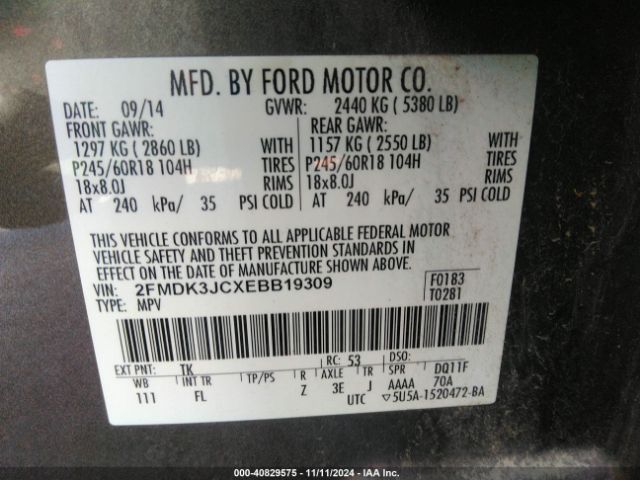 MFD. BY FORD MOTOR CO.
DATE: 09/14 GVWR: 2440 KG ( 5380 LB)
FRONT GAWR: REAR GAWR:
1297 KG ( 2860 LB) WITH 1157 KG ( 2550 LB) WITH
P245/60R18 104H TIRES P245/60R18 104H TIRES
18x8.0J RIMS 18x8.0J RIMS
AT 240 kPa/ 35 PSI COLD AT 240 kPa/ 35 PSI COLD
THIS VEHICLE CONFORMS TO ALL APPLICABLE FEDERAL MOTOR
VEHICLE SAFETY AND THEFT PREVENTION STANDARDS IN
EFFECT ON THE DATE OF MANUFACTURE SHOWN ABOVE.
VIN: 2FMDK3JCXEBB19309 F0183
TYPE: MPV T0281
EXT PNT: TK RC: 53 DSO:
WB INT TR TP/PS R AXLE TR SPR DQ11F
111 FL Z 3E J AAAA 70A
UTC ▽5U5A-1520472-BA
000-40829575 - 11/11/2024 - IAA Inc.